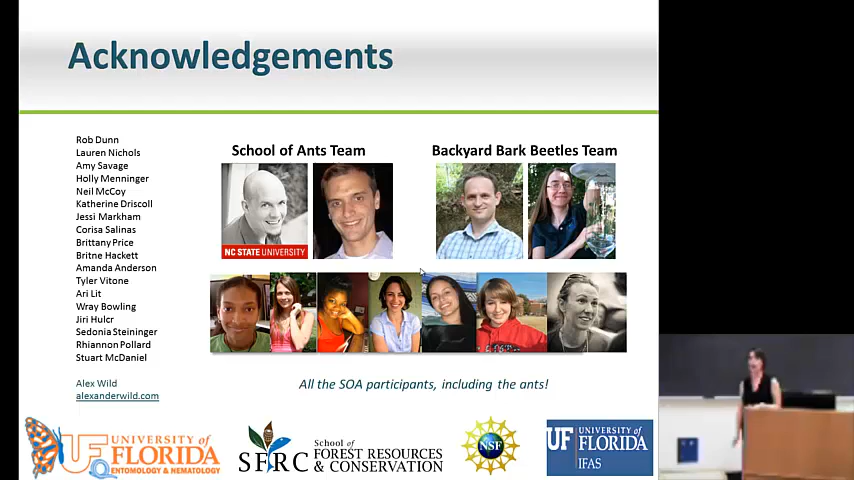 Acknowledgements
Rob Dunn
Lauren Nichols
Amy Savage
Holly Menninger
Neil McCoy
Katherine Driscoll
Jessi Markham
Corisa Salinas
Brittany Price
Britne Hackett
Amanda Anderson
Tyler Vitone
Ari Lit
Wray Bowling
Jiri Hulcr
Sedonia Steininger
Rhiannon Pollard
Stuart McDaniel
Alex Wild
alexanderwild.com
School of Ants Team
Backyard Bark Beetles Team
NC STATE UNIVERSITY
All the SOA participants, including the ants!
UF UNIVERSITY of
FLORIDA
ENTOMOLOGY & NEMATOLOGY
SFRC
School of
FOREST RESOURCES
& CONSERVATION
NSF
UF UNIVERSITY of
FLORIDA
IFAS